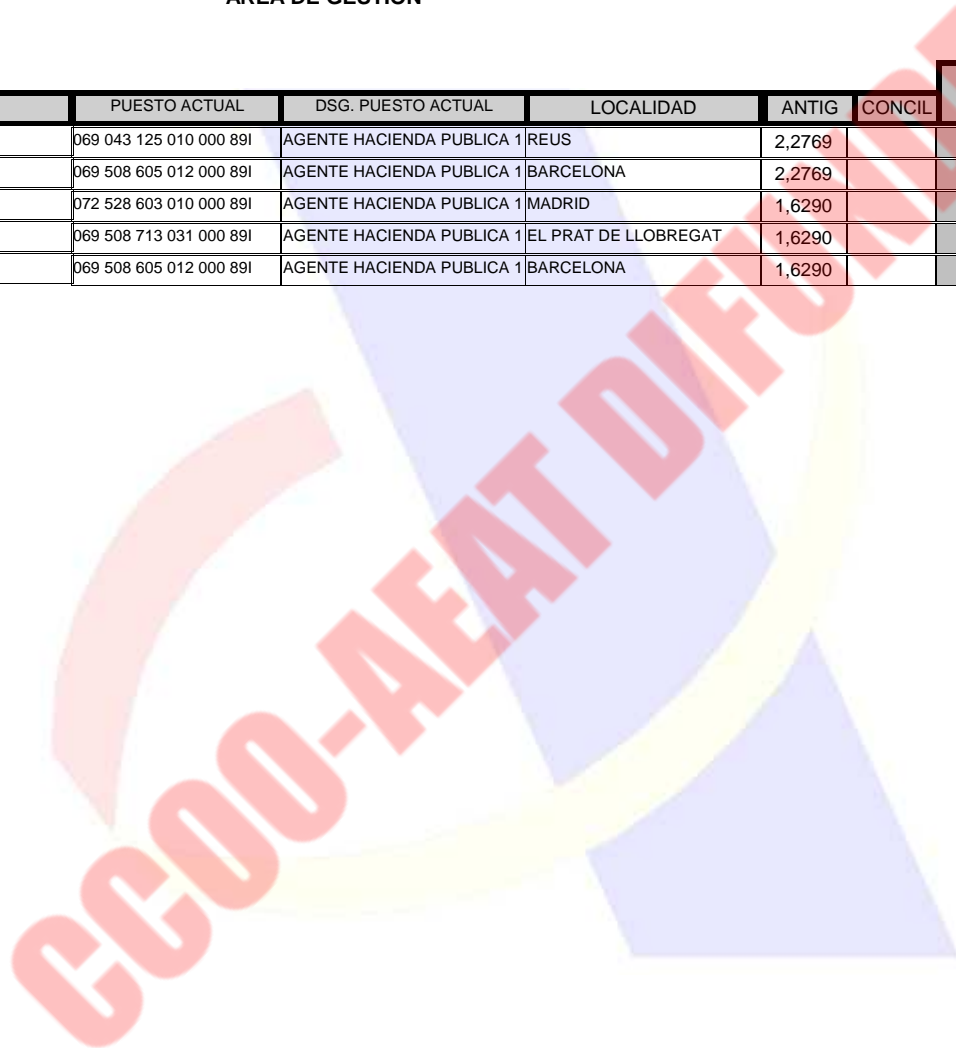 ÁREA DE GESTIÓN
PUESTO ACTUAL DSG. PUESTO ACTUAL LOCALIDAD ANTIG CONCIL
069 043 125 010 000 89I AGENTE HACIENDA PUBLICA 1 REUS 2,2769
069 508 605 012 000 89I AGENTE HACIENDA PUBLICA 1 BARCELONA 2,2769
072 528 603 010 000 89I AGENTE HACIENDA PUBLICA 1 MADRID 1,6290
069 508 713 031 000 89I AGENTE HACIENDA PUBLICA 1 EL PRAT DE LLOBREGAT 1,6290
069 508 605 012 000 89I AGENTE HACIENDA PUBLICA 1 BARCELONA 1,6290
CCOO-AEAT DIFUND